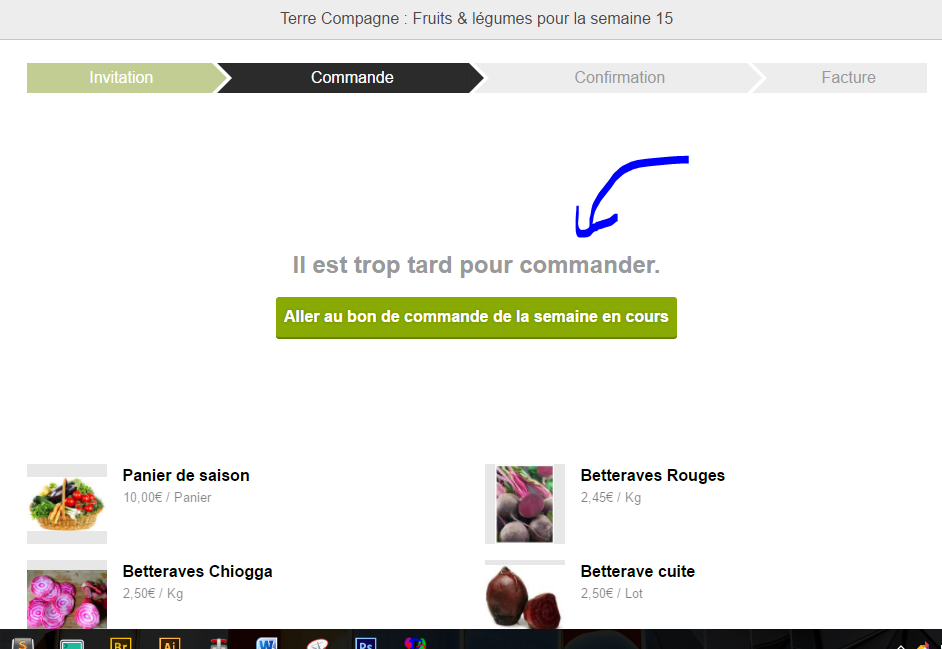 Terre Compagne : Fruits & légumes pour la semaine 15
Invitation
Commande
Confirmation
Facture
Il est trop tard pour commander.
Aller au bon de commande de la semaine en cours
Panier de saison
10,00€ / Panier
Betteraves Rouges
2,45€ / Kg
Betteraves Chiogga
2,50€ / Kg
Betterave cuite
2,50€ / Lot
S
Br
Ai
W
Ps